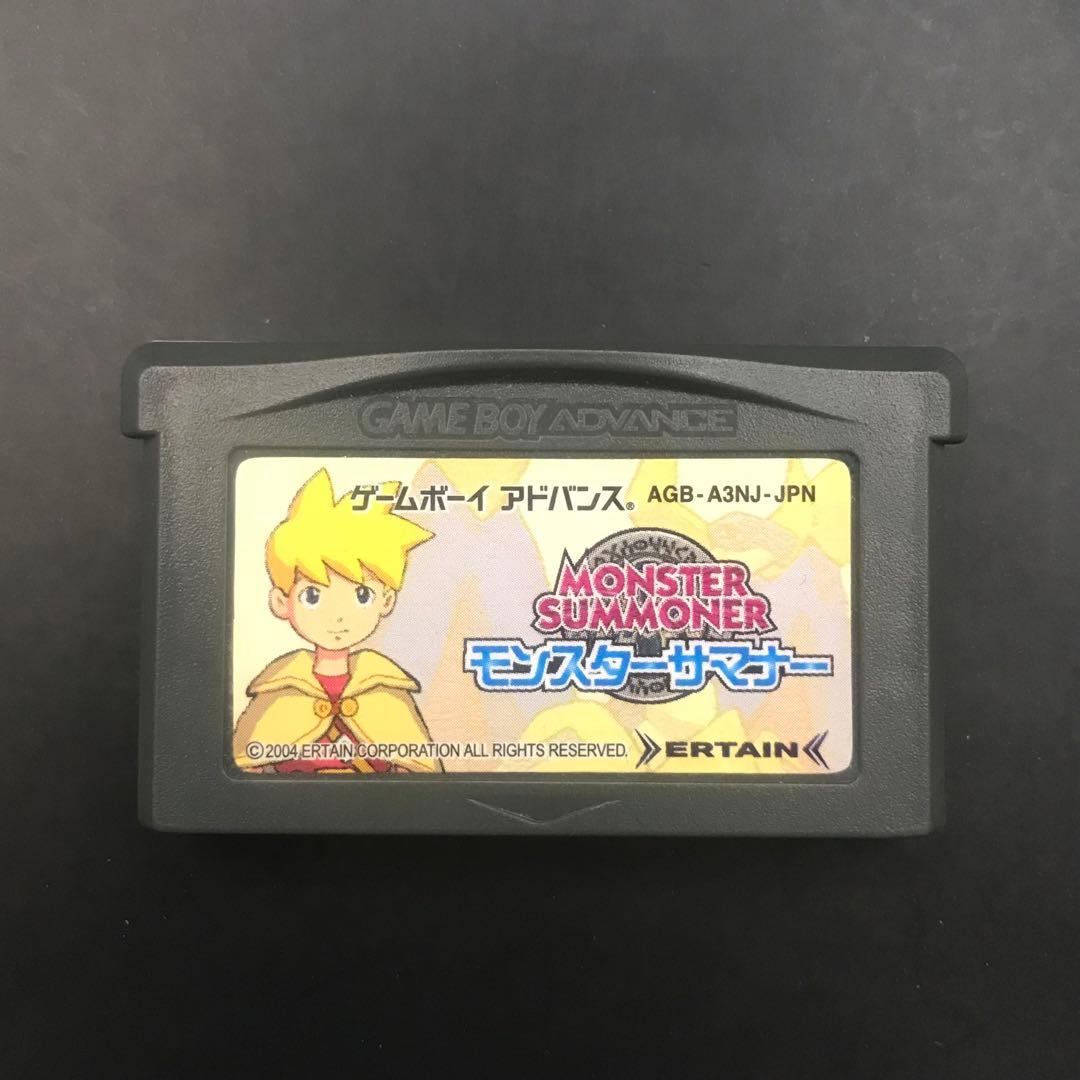 GAME BOY ADVANCE
ゲームボーイ アドバンス® AGB-A3NJ-JPN
MONSTER
SUMMONER
モンスターサマナー
© 2004 ERTAIN CORPORATION ALL RIGHTS RESERVED. ERTAIN